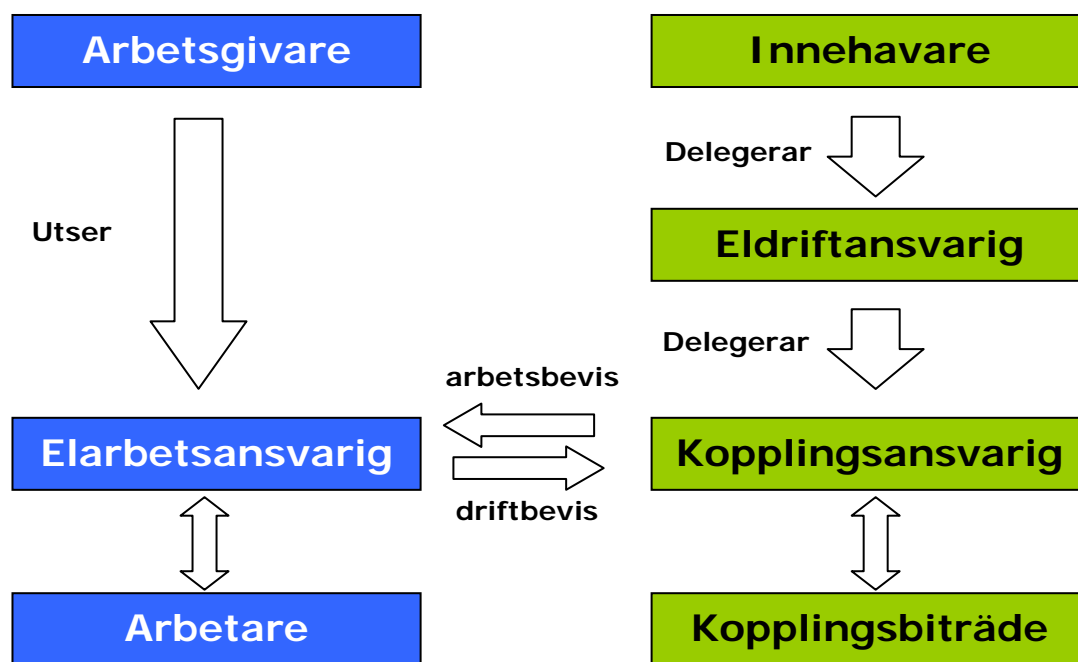 Arbetsgivare
Innehavare
Delegerar
Utser
Eldriftansvarig
Delegerar
arbetsbevis
Elarbetsansvarig
Kopplingsansvarig
driftbevis
Arbetare
Kopplingsbiträde